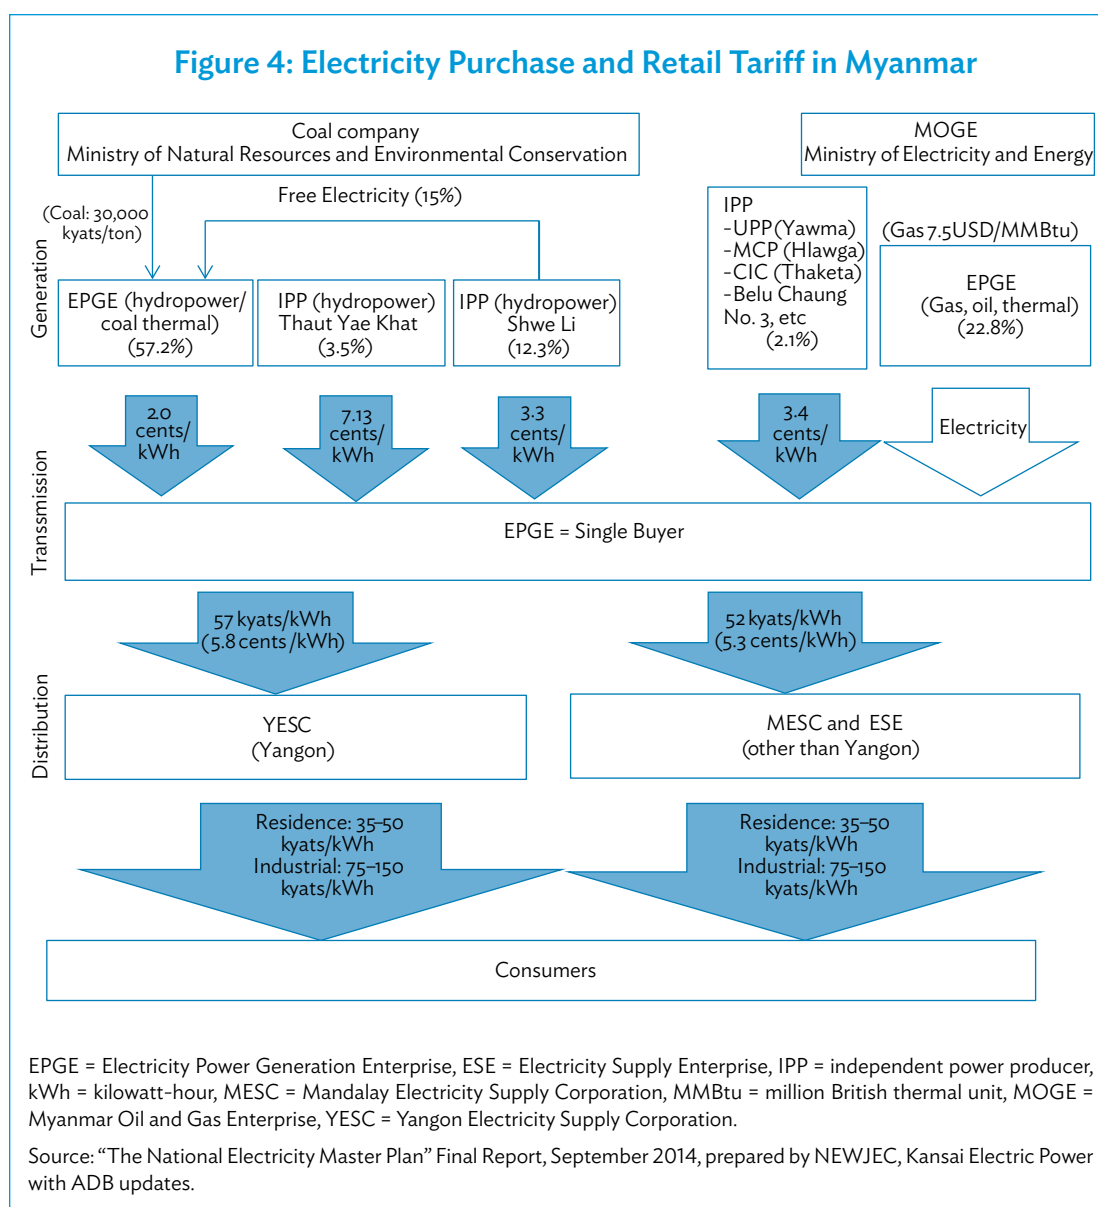 Figure 4: Electricity Purchase and Retail Tariff in Myanmar
Coal company
Ministry of Natural Resources and Environmental Conservation
MOGE
Ministry of Electricity and Energy
Generation
(Coal: 30,000
kyats/ton)
Free Electricity (15%)
EPGE (hydropower/
coal thermal)
(57.2%)
IPP (hydropower)
Thaut Yae Khat
(3.5%)
IPP (hydropower)
Shwe Li
(12.3%)
IPP
-UPP (Yawma)
-MCP (Hlawga)
-CIC (Thaketa)
-Belu Chaung
No. 3, etc
(2.1%)
(Gas 7.5USD/MMBtu)
EPGE
(Gas, oil, thermal)
(22.8%)
Transsmission
2.0
cents/
kWh
7.13
cents/
kWh
3.3
cents/
kWh
3.4
cents/
kWh
Electricity
EPGE = Single Buyer
57 kyats/kWh
(5.8 cents /kWh)
52 kyats/kWh
(5.3 cents/kWh)
Distribution
YESC
(Yangon)
MESC and ESE
(other than Yangon)
Residence: 35–50
kyats/kWh
Industrial: 75–150
kyats/kWh
Residence: 35–50
kyats/kWh
Industrial: 75–150
kyats/kWh
Consumers
EPGE = Electricity Power Generation Enterprise, ESE = Electricity Supply Enterprise, IPP = independent power producer,
kWh = kilowatt-hour, MESC = Mandalay Electricity Supply Corporation, MMBtu = million British thermal unit, MOGE =
Myanmar Oil and Gas Enterprise, YESC = Yangon Electricity Supply Corporation.
Source: “The National Electricity Master Plan” Final Report, September 2014, prepared by NEWJEC, Kansai Electric Power
with ADB updates.